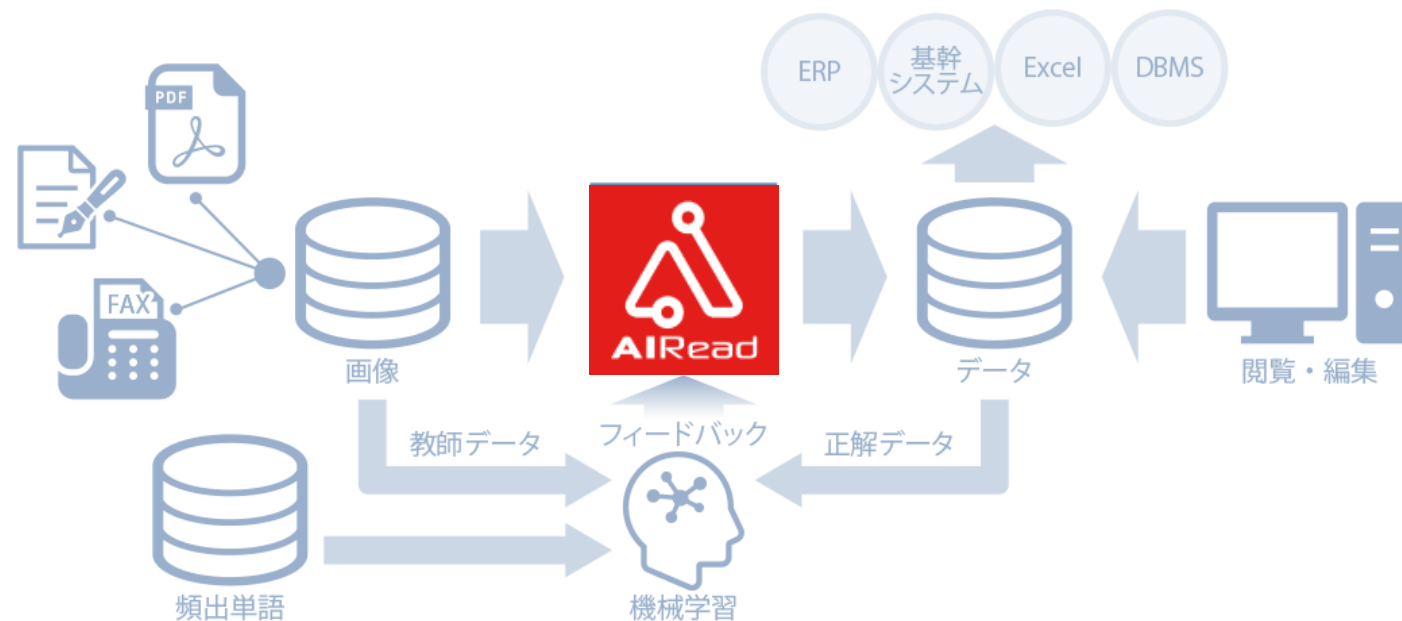 ERP
基幹
システム
Excel
DBMS
PDF
FAX
AIRead
画像
データ
閲覧・編集
教師データ
フィードバック
正解データ
頻出単語
機械学習